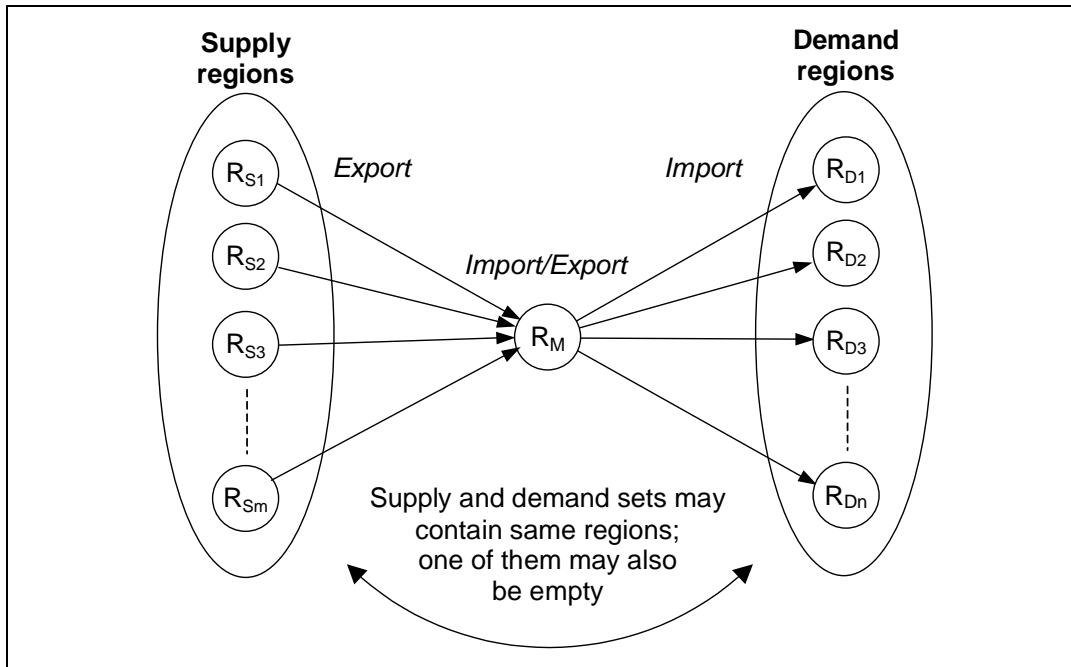 Supply
regions
Demand
regions
Export
Import
R_S1
R_D1
R_S2
R_D2
Import/Export
R_S3
R_M
R_D3
R_Sm
R_Dn
Supply and demand sets may
contain same regions;
one of them may also
be empty